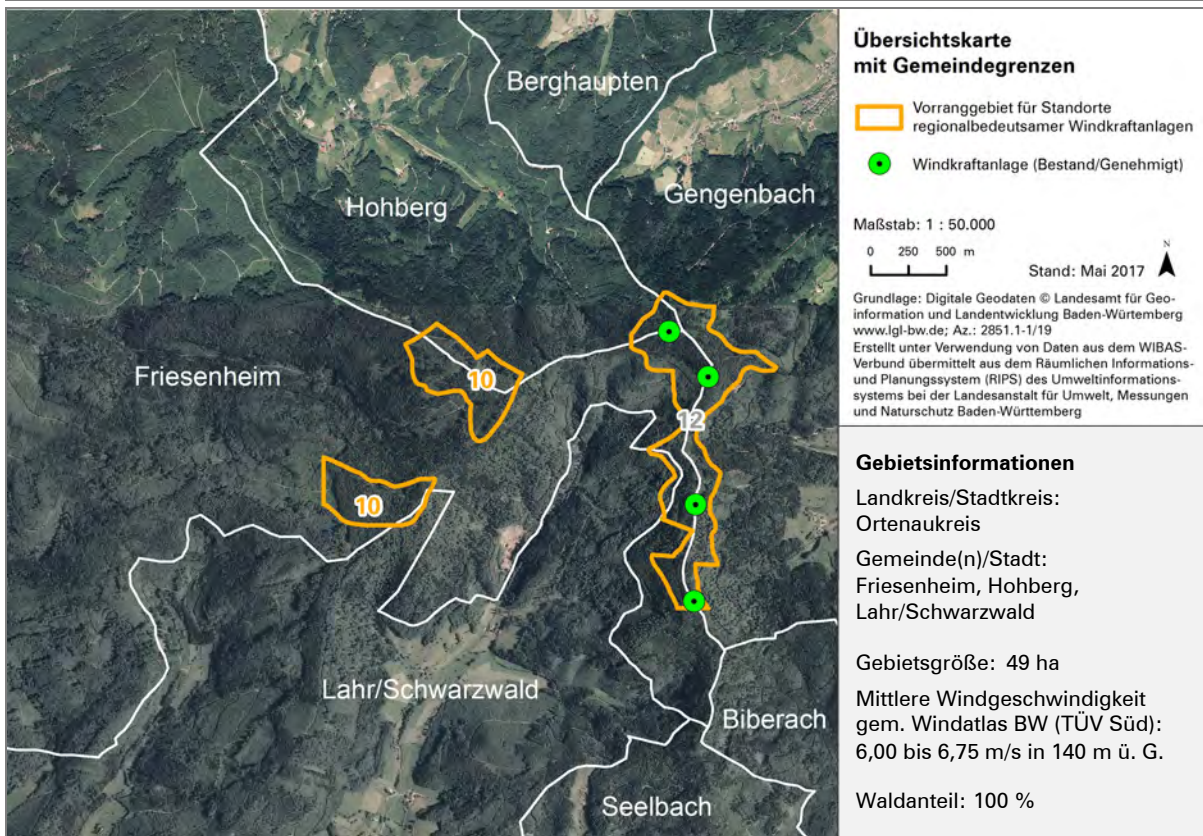 Berghaupten
Hohberg
Gengenbach
Friesenheim
10
12
10
Lahr/Schwarzwald
Biberach
Seelbach
Übersichtskarte
mit Gemeindegrenzen
Vorranggebiet für Standorte
regionalbedeutsamer Windkraftanlagen
Windkraftanlage (Bestand/Genehmigt)
Maßstab: 1 : 50.000
0 250 500 m
N
Stand: Mai 2017
Grundlage: Digitale Geodaten © Landesamt für Geo-
information und Landentwicklung Baden-Würtemberg
www.lgl-bw.de; Az.: 2851.1-1/19
Erstellt unter Verwendung von Daten aus dem WIBAS-
Verbund übermittelt aus dem Räumlichen Informations-
und Planungssystem (RIPS) des Umweltinformations-
systems bei der Landesanstalt für Umwelt, Messungen
und Naturschutz Baden-Württemberg
Gebietsinformationen
Landkreis/Stadtkreis:
Ortenaukreis
Gemeinde(n)/Stadt:
Friesenheim, Hohberg,
Lahr/Schwarzwald
Gebietsgröße: 49 ha
Mittlere Windgeschwindigkeit
gem. Windatlas BW (TÜV Süd):
6,00 bis 6,75 m/s in 140 m ü. G.
Waldanteil: 100 %